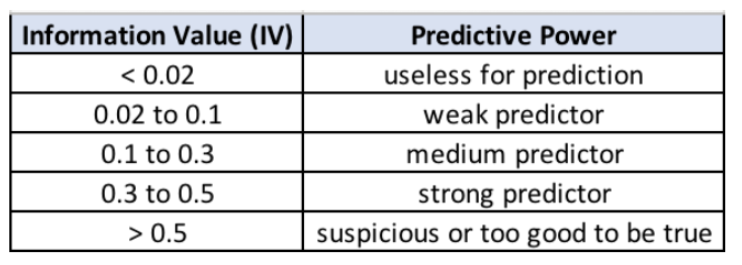 Information Value (IV) Predictive Power
< 0.02 useless for prediction
0.02 to 0.1 weak predictor
0.1 to 0.3 medium predictor
0.3 to 0.5 strong predictor
> 0.5 suspicious or too good to be true